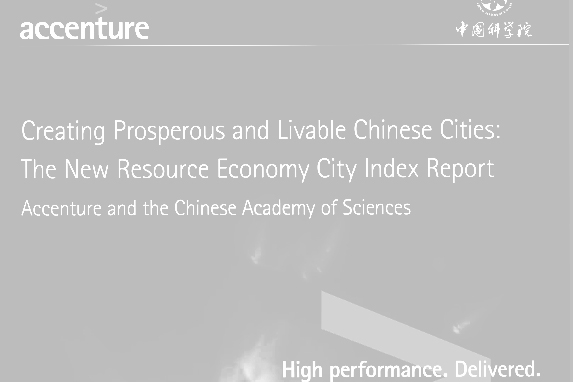 accenture
中国科学院
Creating Prosperous and Livable Chinese Cities:
The New Resource Economy City Index Report
Accenture and the Chinese Academy of Sciences
High performance. Delivered.